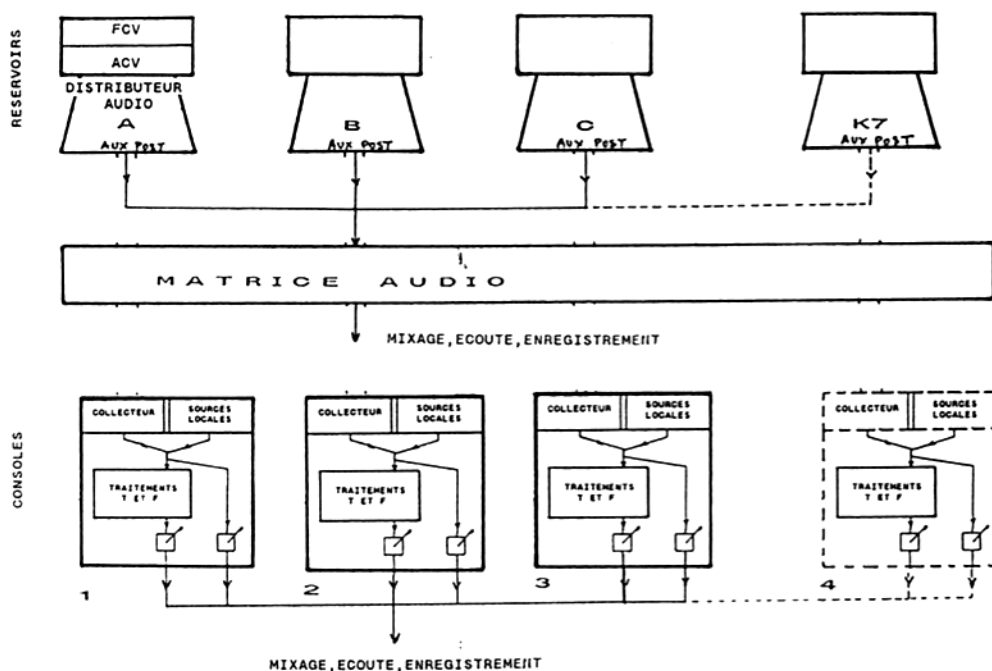 RESERVOIRS
FCV
ACV
DISTRIBUTEUR
AUDIO
A
AUX POST
B
AUX POST
C
AUX POST
K7
AUX POST
MATRICE AUDIO
MIXAGE,ECOUTE,ENREGISTREMENT
CONSOLES
COLLECTEUR
SOURCES
LOCALES
TRAITEMENTS
T ET F
1
COLLECTEUR
SOURCES
LOCALES
TRAITEMENTS
T ET F
2
COLLECTEUR
SOURCES
LOCALES
TRAITEMENTS
T ET F
3
COLLECTEUR
SOURCES
LOCALES
TRAITEMENTS
T ET F
4
MIXAGE,ECOUTE,ENREGISTREMENT